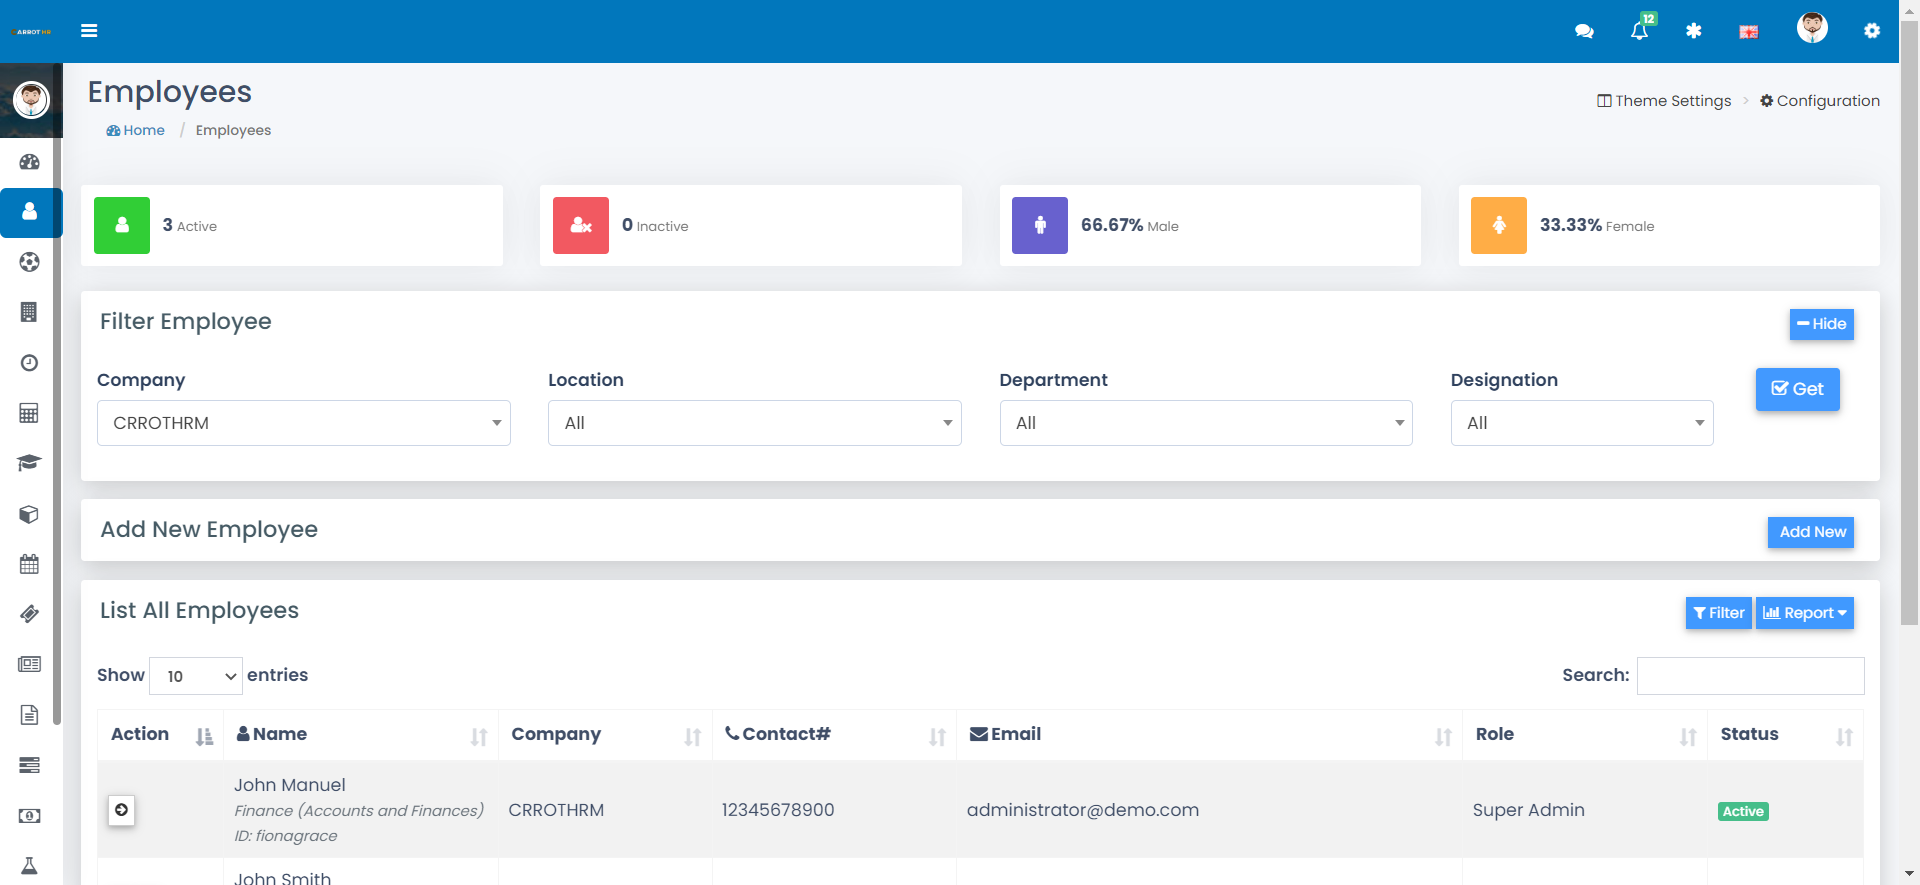 ARROT HR
12
Employees
Theme Settings > Configuration
Home / Employees
3 Active
0 Inactive
66.67% Male
33.33% Female
Filter Employee
Hide
Company
Location
Department
Designation
Get
CRROTHRM
All
All
All
Add New Employee
Add New
List All Employees
Filter
Report
Show 10 entries
Search:
Action
Name
Company
Contact#
Email
Role
Status
John Manuel
Finance (Accounts and Finances)
ID: fionagrace
CRROTHRM
12345678900
administrator@demo.com
Super Admin
Active
John Smith